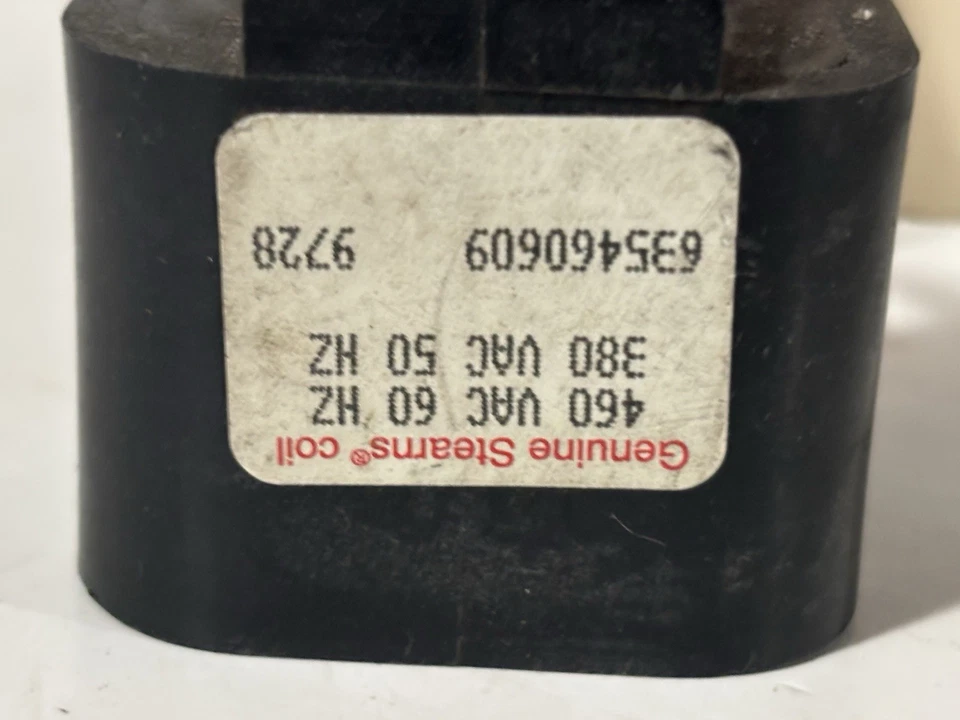 Genuine Stearns® coil
460 VAC 60 HZ
380 VAC 50 HZ
635460609 9728